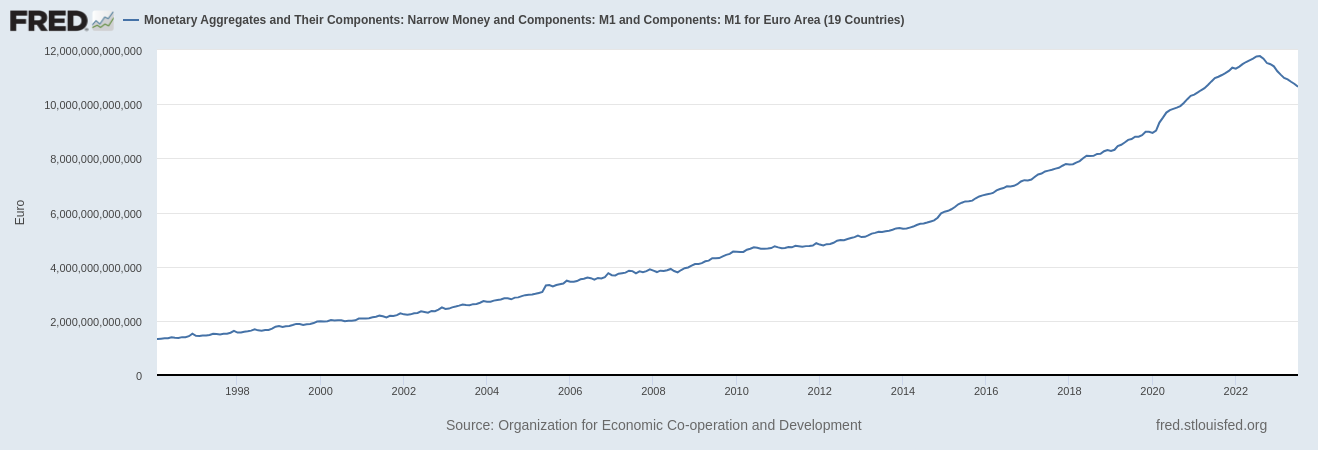 FRED
Monetary Aggregates and Their Components: Narrow Money and Components: M1 and Components: M1 for Euro Area (19 Countries)
12,000,000,000,000
10,000,000,000,000
8,000,000,000,000
6,000,000,000,000
4,000,000,000,000
2,000,000,000,000
0
Euro
1998 2000 2002 2004 2006 2008 2010 2012 2014 2016 2018 2020 2022
Source: Organization for Economic Co-operation and Development
fred.stlouisfed.org